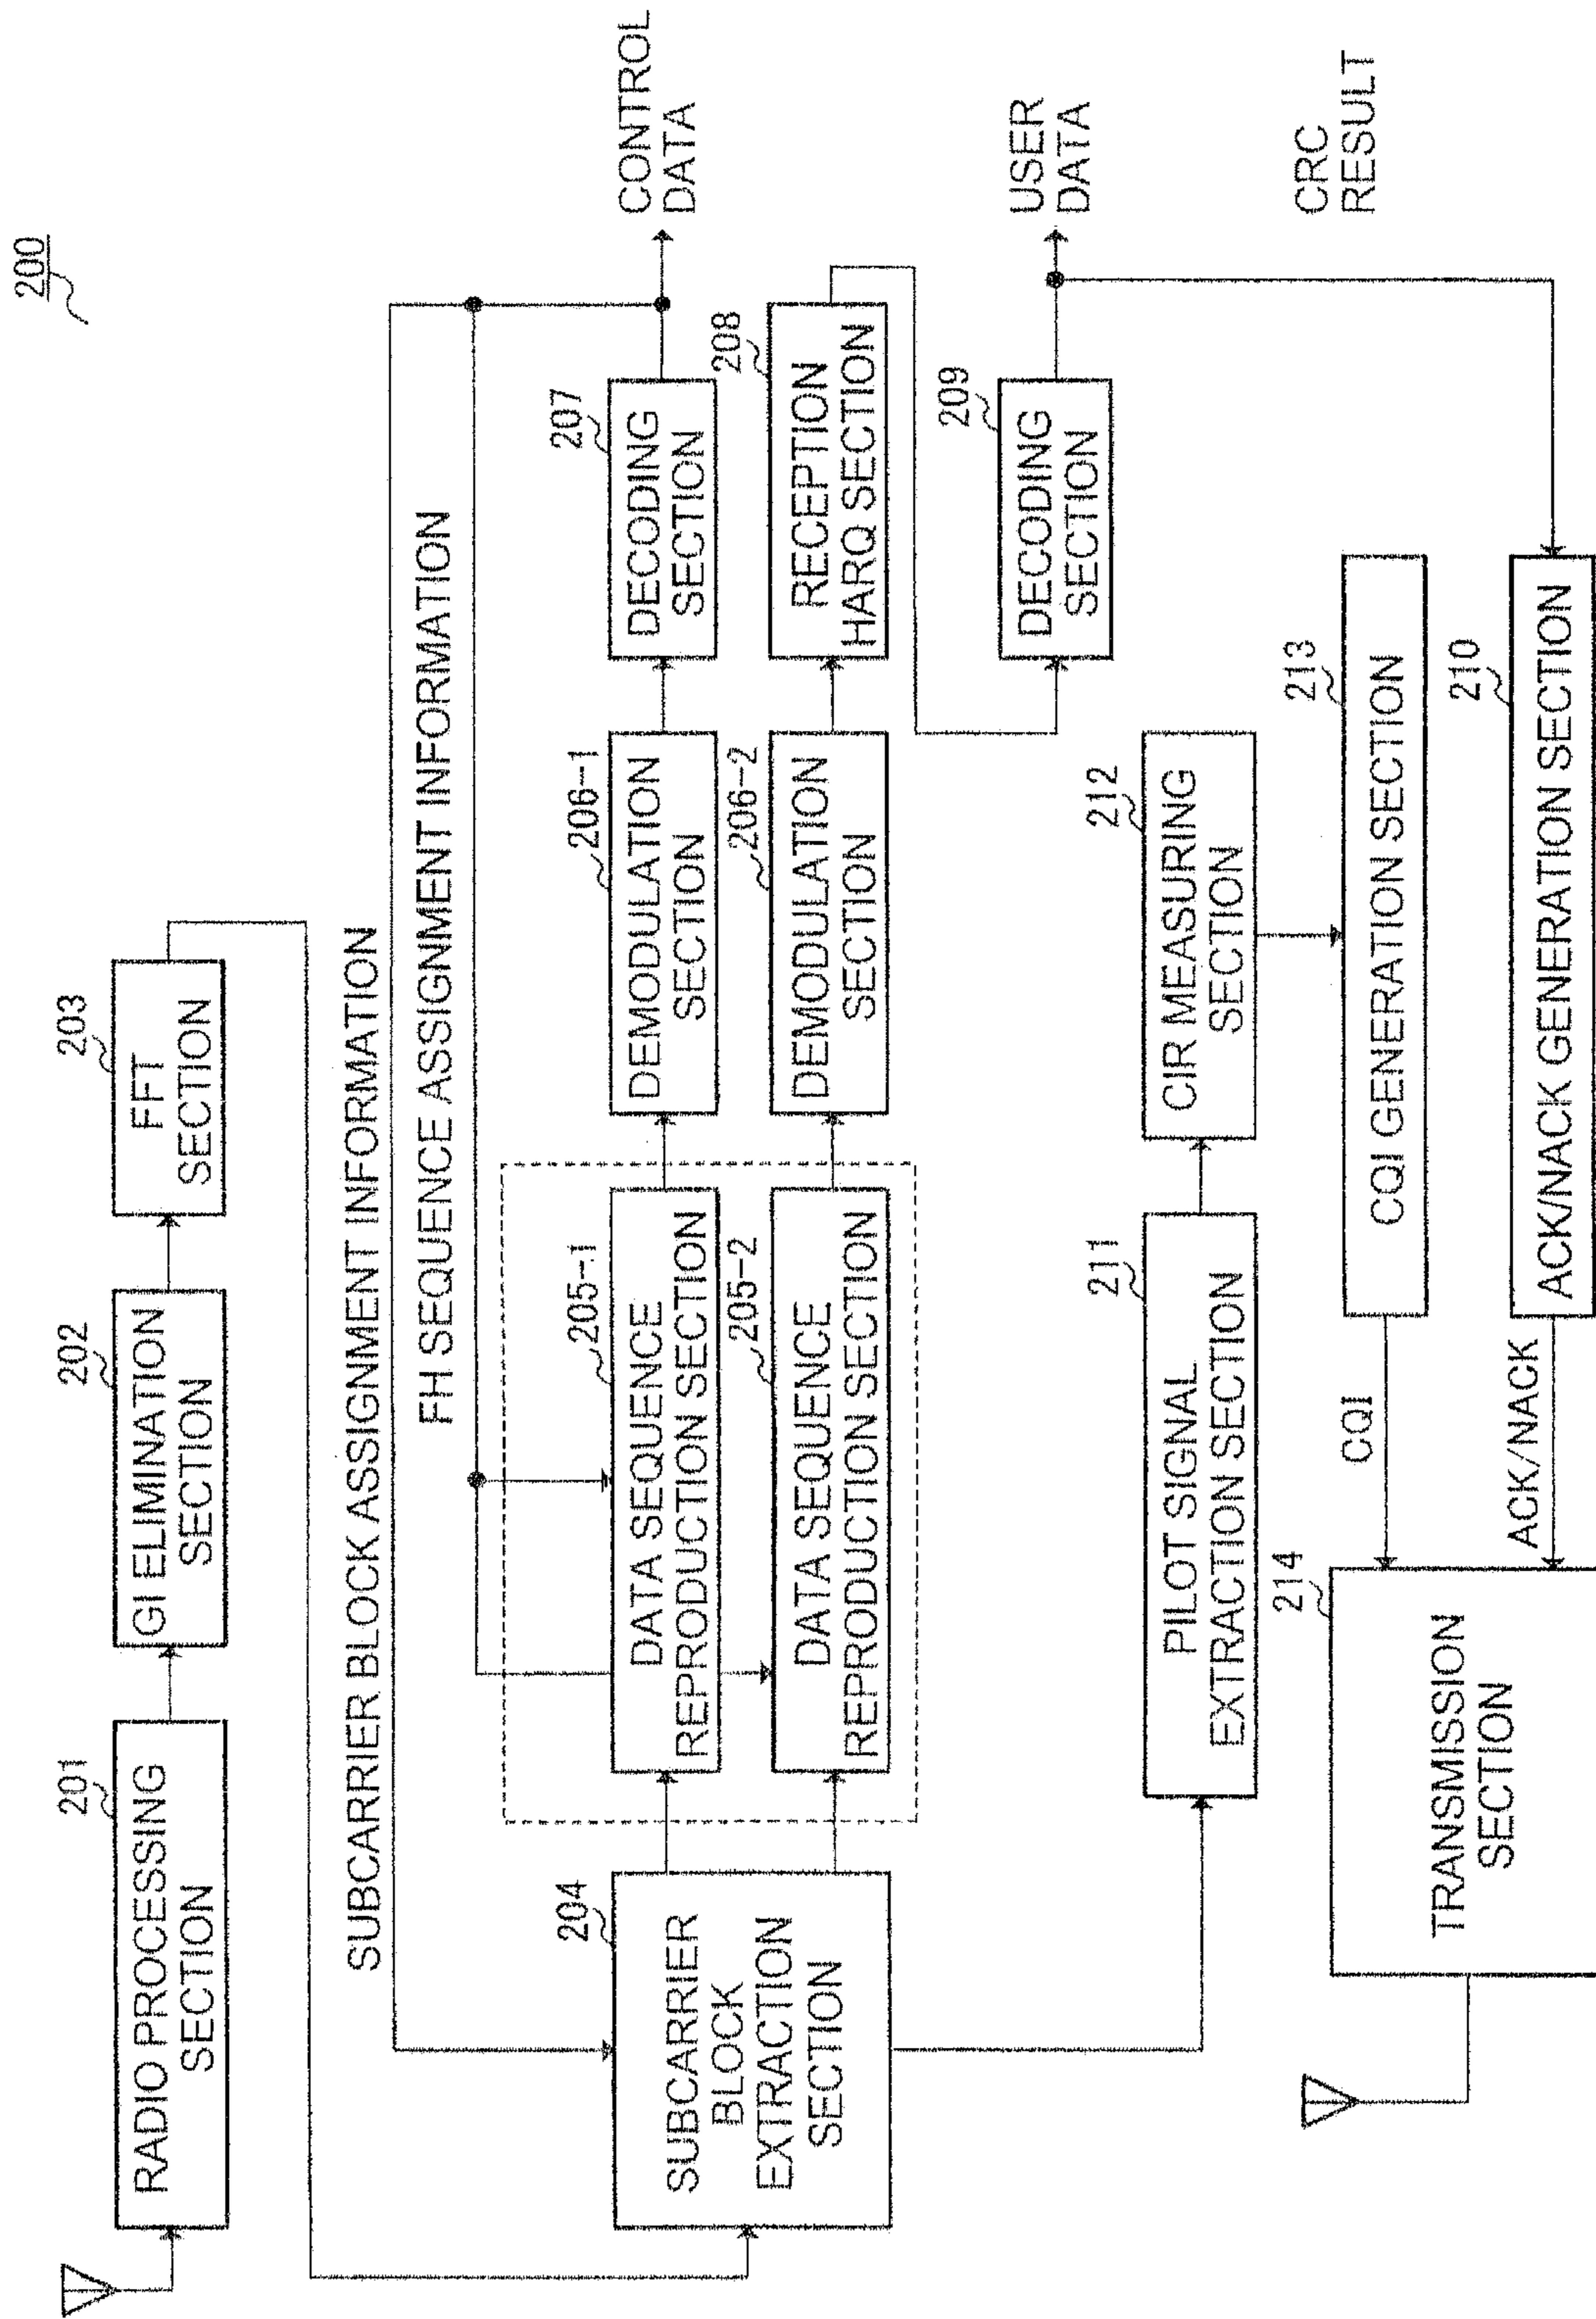 200
201
RADIO PROCESSING
SECTION
202
GI ELIMINATION
SECTION
203
FFT
SECTION
SUBCARRIER BLOCK ASSIGNMENT INFORMATION
FH SEQUENCE ASSIGNMENT INFORMATION
204
SUBCARRIER
BLOCK
EXTRACTION
SECTION
205-1
DATA SEQUENCE
REPRODUCTION SECTION
205-2
DATA SEQUENCE
REPRODUCTION SECTION
206-1
DEMODULATION
SECTION
206-2
DEMODULATION
SECTION
207
DECODING
SECTION
CONTROL
DATA
208
RECEPTION
HARQ SECTION
209
DECODING
SECTION
USER
DATA
211
PILOT SIGNAL
EXTRACTION SECTION
212
CIR MEASURING
SECTION
213
CQI GENERATION SECTION
CRC
RESULT
210
ACK/NACK GENERATION SECTION
CQI
ACK/NACK
214
TRANSMISSION
SECTION